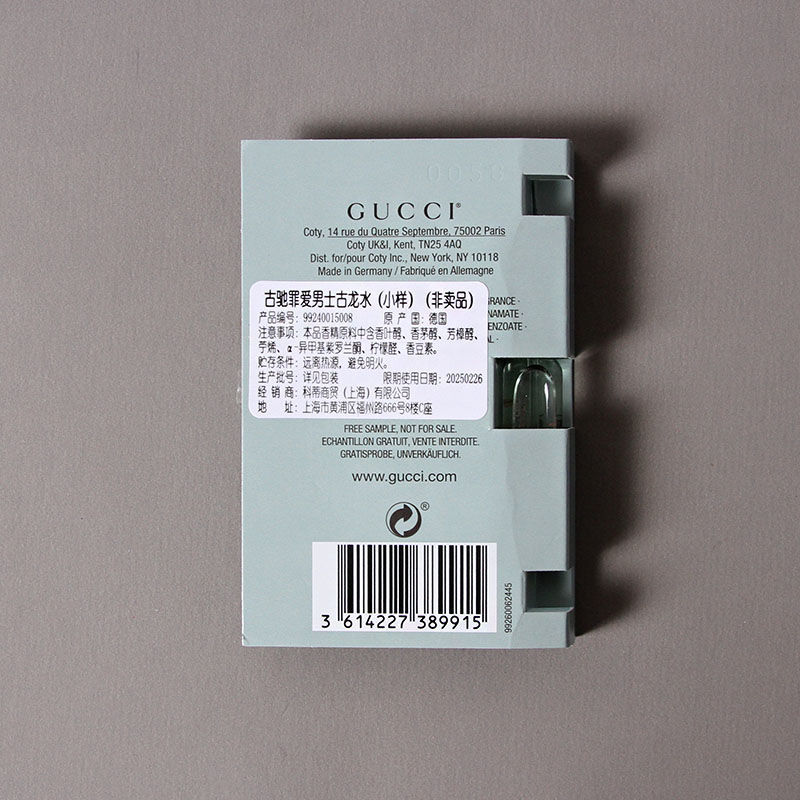 0050
GUCCI®
Coty, 14 rue du Quatre Septembre, 75002 Paris
Coty UK&I, Kent, TN25 4AQ
Dist. for/pour Coty Inc., New York, NY 10118
Made in Germany / Fabriqué en Allemagne
古驰罪爱男士古龙水（小样）（非卖品）
产品编号: 99240015008 原 产 国: 德国
注意事项: 本品香精原料中含香叶醇、香茅醇、芳樟醇、
苧烯、α-异甲基紫罗兰酮、柠檬醛、香豆素。
贮存条件: 远离热源，避免明火。
生产批号: 详见包装 限期使用日期: 20250226
经 销 商: 科蒂商贸（上海）有限公司
地 址: 上海市黄浦区福州路666号8楼C座
RANCE ·
NAMATE ·
ENZOATE ·
AL ·
FREE SAMPLE, NOT FOR SALE.
ECHANTILLON GRATUIT, VENTE INTERDITE.
GRATISPROBE, UNVERKÄUFLICH.
www.gucci.com
®
3 614227 389915
99260062445